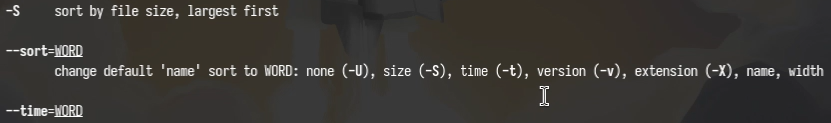 -S sort by file size, largest first
--sort=WORD
change default 'name' sort to WORD: none (-U), size (-S), time (-t), version (-v), extension (-X), name, width
--time=WORD